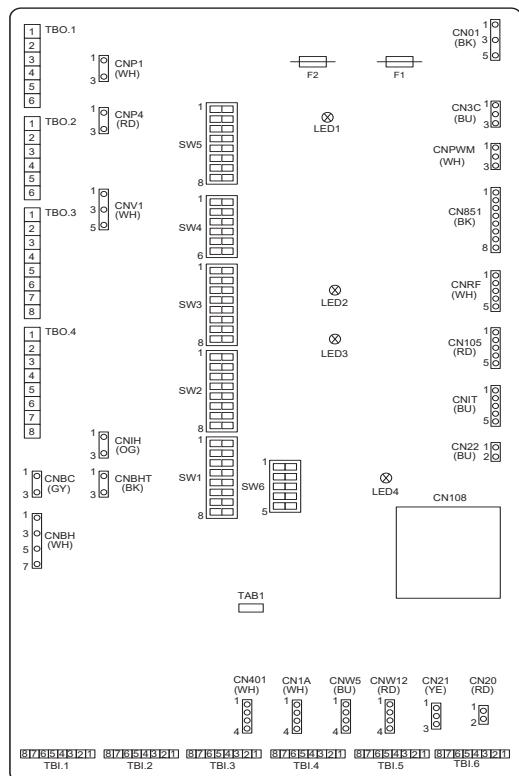 TBO.1
1
2
3
4
5
6
CNP1
(WH)
1
3
CNP4
(RD)
1
3
TBO.2
1
2
3
4
5
6
CNV1
(WH)
1
3
5
TBO.3
1
2
3
4
5
6
7
8
TBO.4
1
2
3
4
5
6
7
8
CNIH
(OG)
1
3
CNBC
(GY)
1
3
CNBHT
(BK)
1
3
CNBH
(WH)
1
3
5
7
SW5
1
8
SW4
1
6
SW3
1
8
SW2
1
8
SW1
1
8
SW6
1
5
F2
F1
LED1
LED2
LED3
LED4
CN01
(BK)
1
3
5
CN3C
(BU)
1
3
CNPWM
(WH)
1
3
CN851
(BK)
1
8
CNRF
(WH)
1
5
CN105
(RD)
1
5
CNIT
(BU)
1
5
CN22
(BU)
1
2
CN108
TAB1
CN401
(WH)
1
4
CN1A
(WH)
1
4
CNW5
(BU)
1
4
CNW12
(RD)
1
4
CN21
(YE)
1
3
CN20
(RD)
1
2
8 7 6 5 4 3 2 1
TBI.1
8 7 6 5 4 3 2 1
TBI.2
8 7 6 5 4 3 2 1
TBI.3
8 7 6 5 4 3 2 1
TBI.4
8 7 6 5 4 3 2 1
TBI.5
8 7 6 5 4 3 2 1
TBI.6